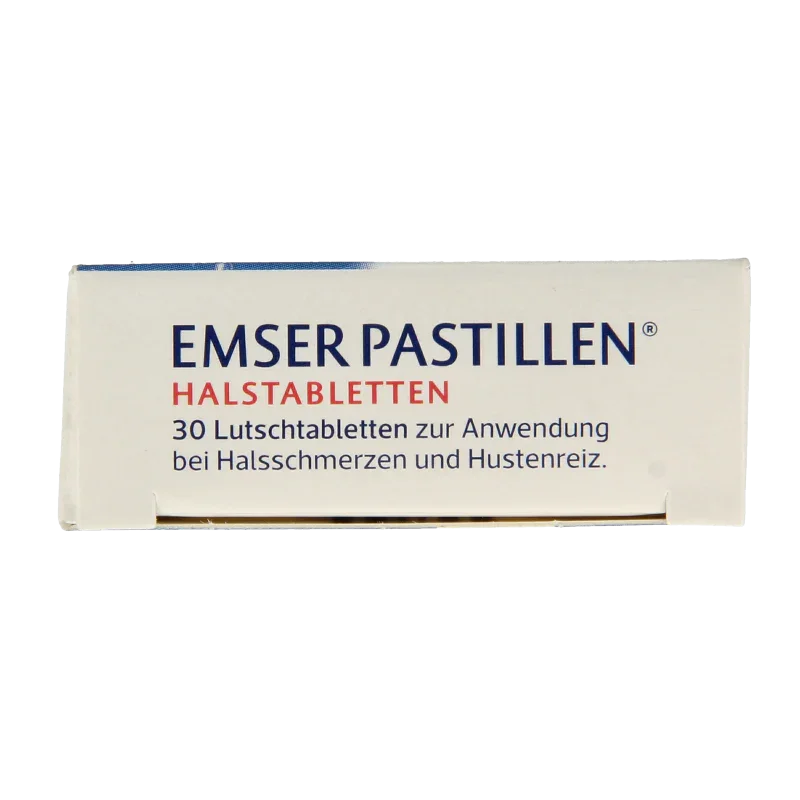 EMSER PASTILLEN®
HALSTABLETTEN
30 Lutschtabletten zur Anwendung
bei Halsschmerzen und Hustenreiz.